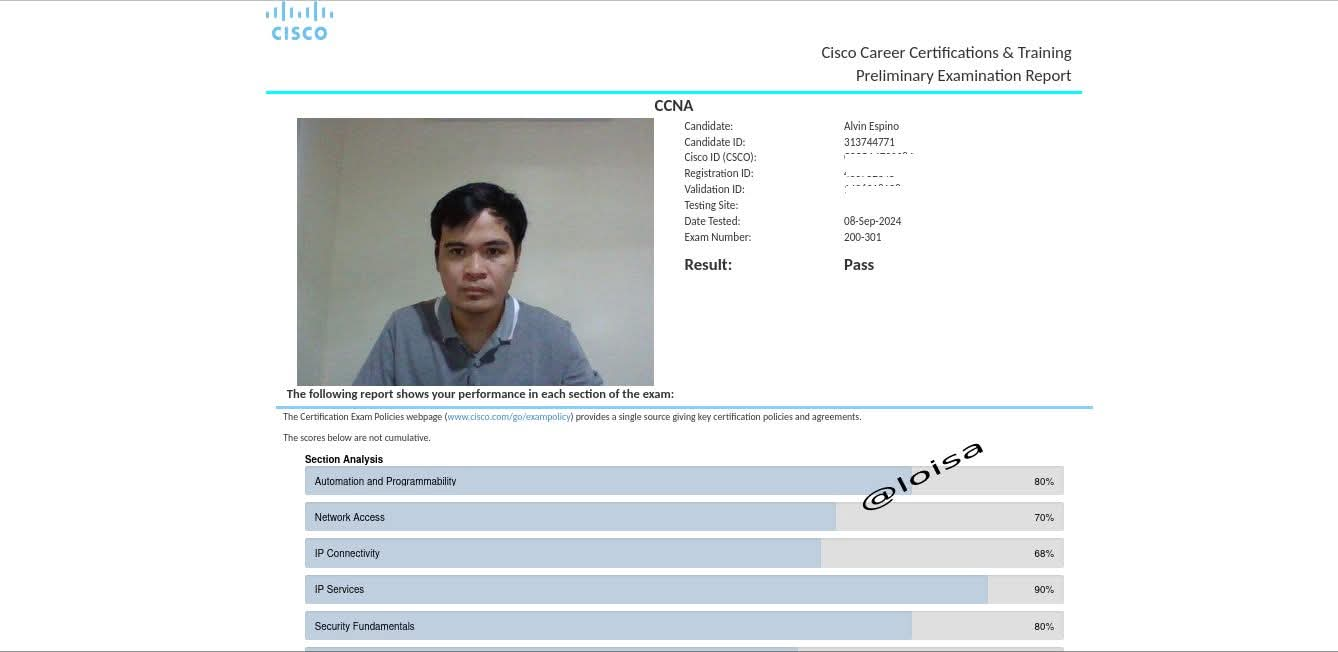 CISCO
Cisco Career Certifications & Training
Preliminary Examination Report
CCNA
Candidate: Alvin Espino
Candidate ID: 313744771
Cisco ID (CSCO):
Registration ID:
Validation ID:
Testing Site:
Date Tested: 08-Sep-2024
Exam Number: 200-301
Result: Pass
The following report shows your performance in each section of the exam:
The Certification Exam Policies webpage (www.cisco.com/go/exampolicy) provides a single source giving key certification policies and agreements.
The scores below are not cumulative.
Section Analysis
@loisa
Automation and Programmability 80%
Network Access 70%
IP Connectivity 68%
IP Services 90%
Security Fundamentals 80%